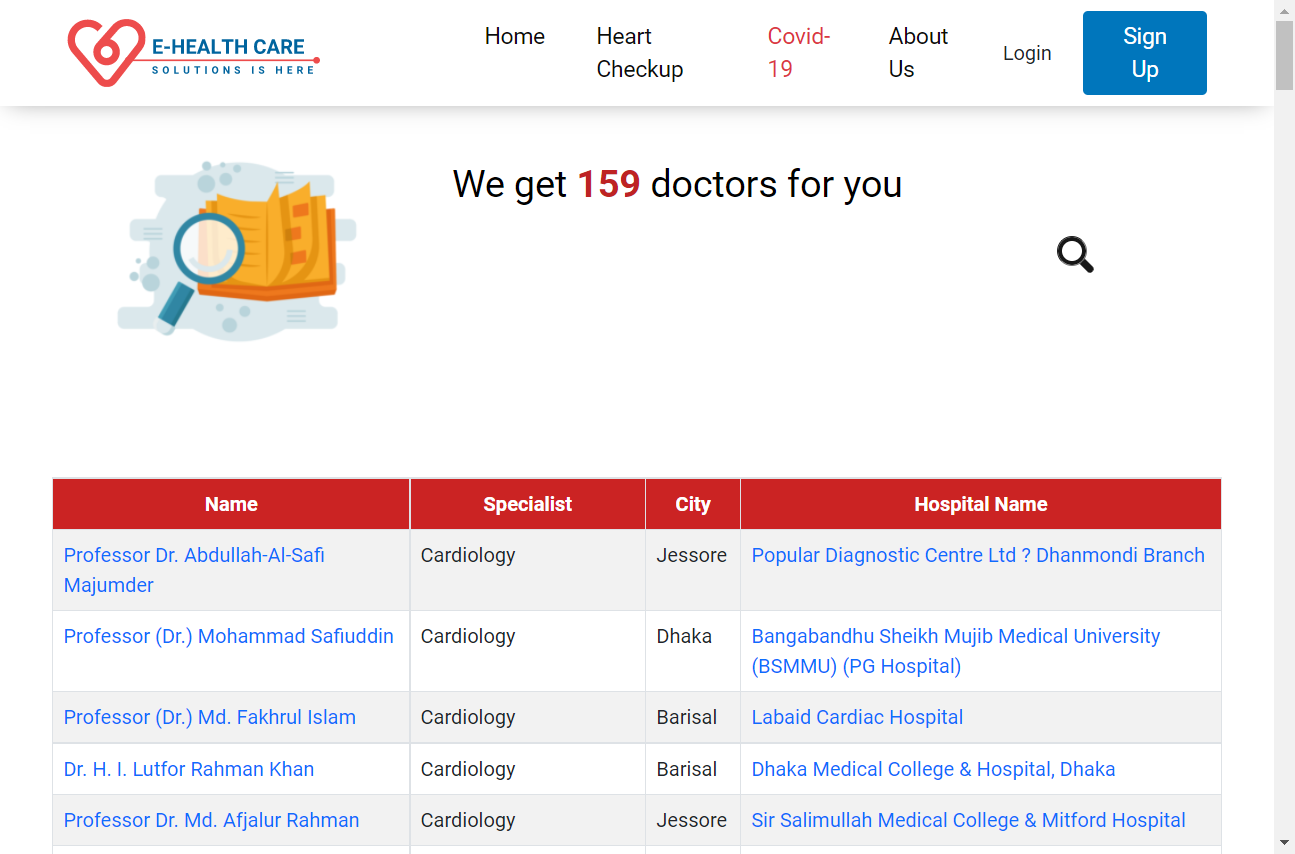 E-HEALTH CARE
SOLUTIONS IS HERE
Home
Heart
Checkup
Covid-
19
About
Us
Login
Sign
Up
We get 159 doctors for you
Name Specialist City Hospital Name
Professor Dr. Abdullah-Al-Safi Cardiology Jessore Popular Diagnostic Centre Ltd ? Dhanmondi Branch
Majumder
Professor (Dr.) Mohammad Safiuddin Cardiology Dhaka Bangabandhu Sheikh Mujib Medical University
(BSMMU) (PG Hospital)
Professor (Dr.) Md. Fakhrul Islam Cardiology Barisal Labaid Cardiac Hospital
Dr. H. I. Lutfor Rahman Khan Cardiology Barisal Dhaka Medical College & Hospital, Dhaka
Professor Dr. Md. Afjalur Rahman Cardiology Jessore Sir Salimullah Medical College & Mitford Hospital